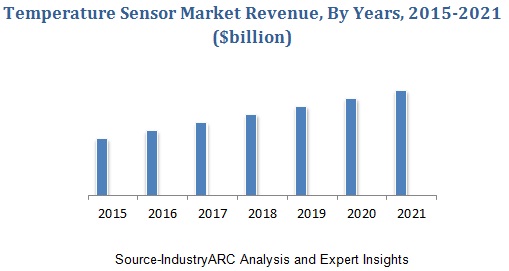 Temperature Sensor Market Revenue, By Years, 2015-2021
($billion)
2015 2016 2017 2018 2019 2020 2021
Source-IndustryARC Analysis and Expert Insights